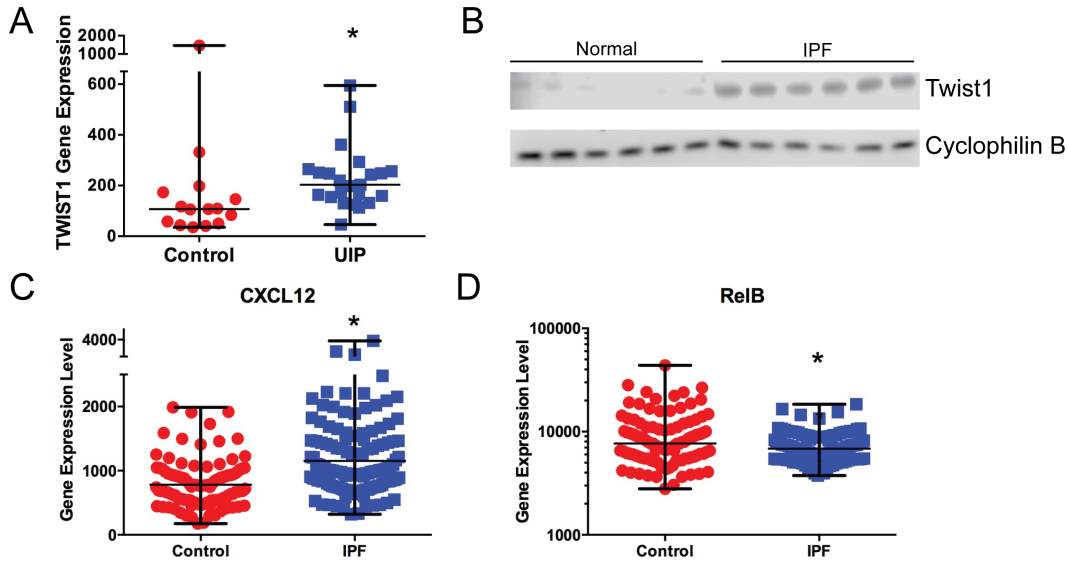 A
TWIST1 Gene Expression
2000
1000
600
400
200
0
*
Control
UIP
B
Normal
IPF
Twist1
Cyclophilin B
C
CXCL12
Gene Expression Level
4000
2000
1000
0
*
Control
IPF
D
RelB
Gene Expression Level
100000
10000
1000
*
Control
IPF